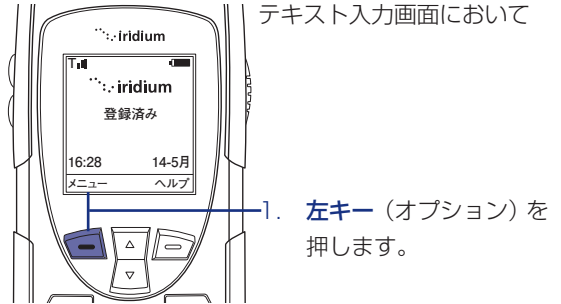 テキスト入力画面において
iridium
iridium
登録済み
16:28 14-5月
メニュー ヘルプ
1. 左キー（オプション）を
押します。